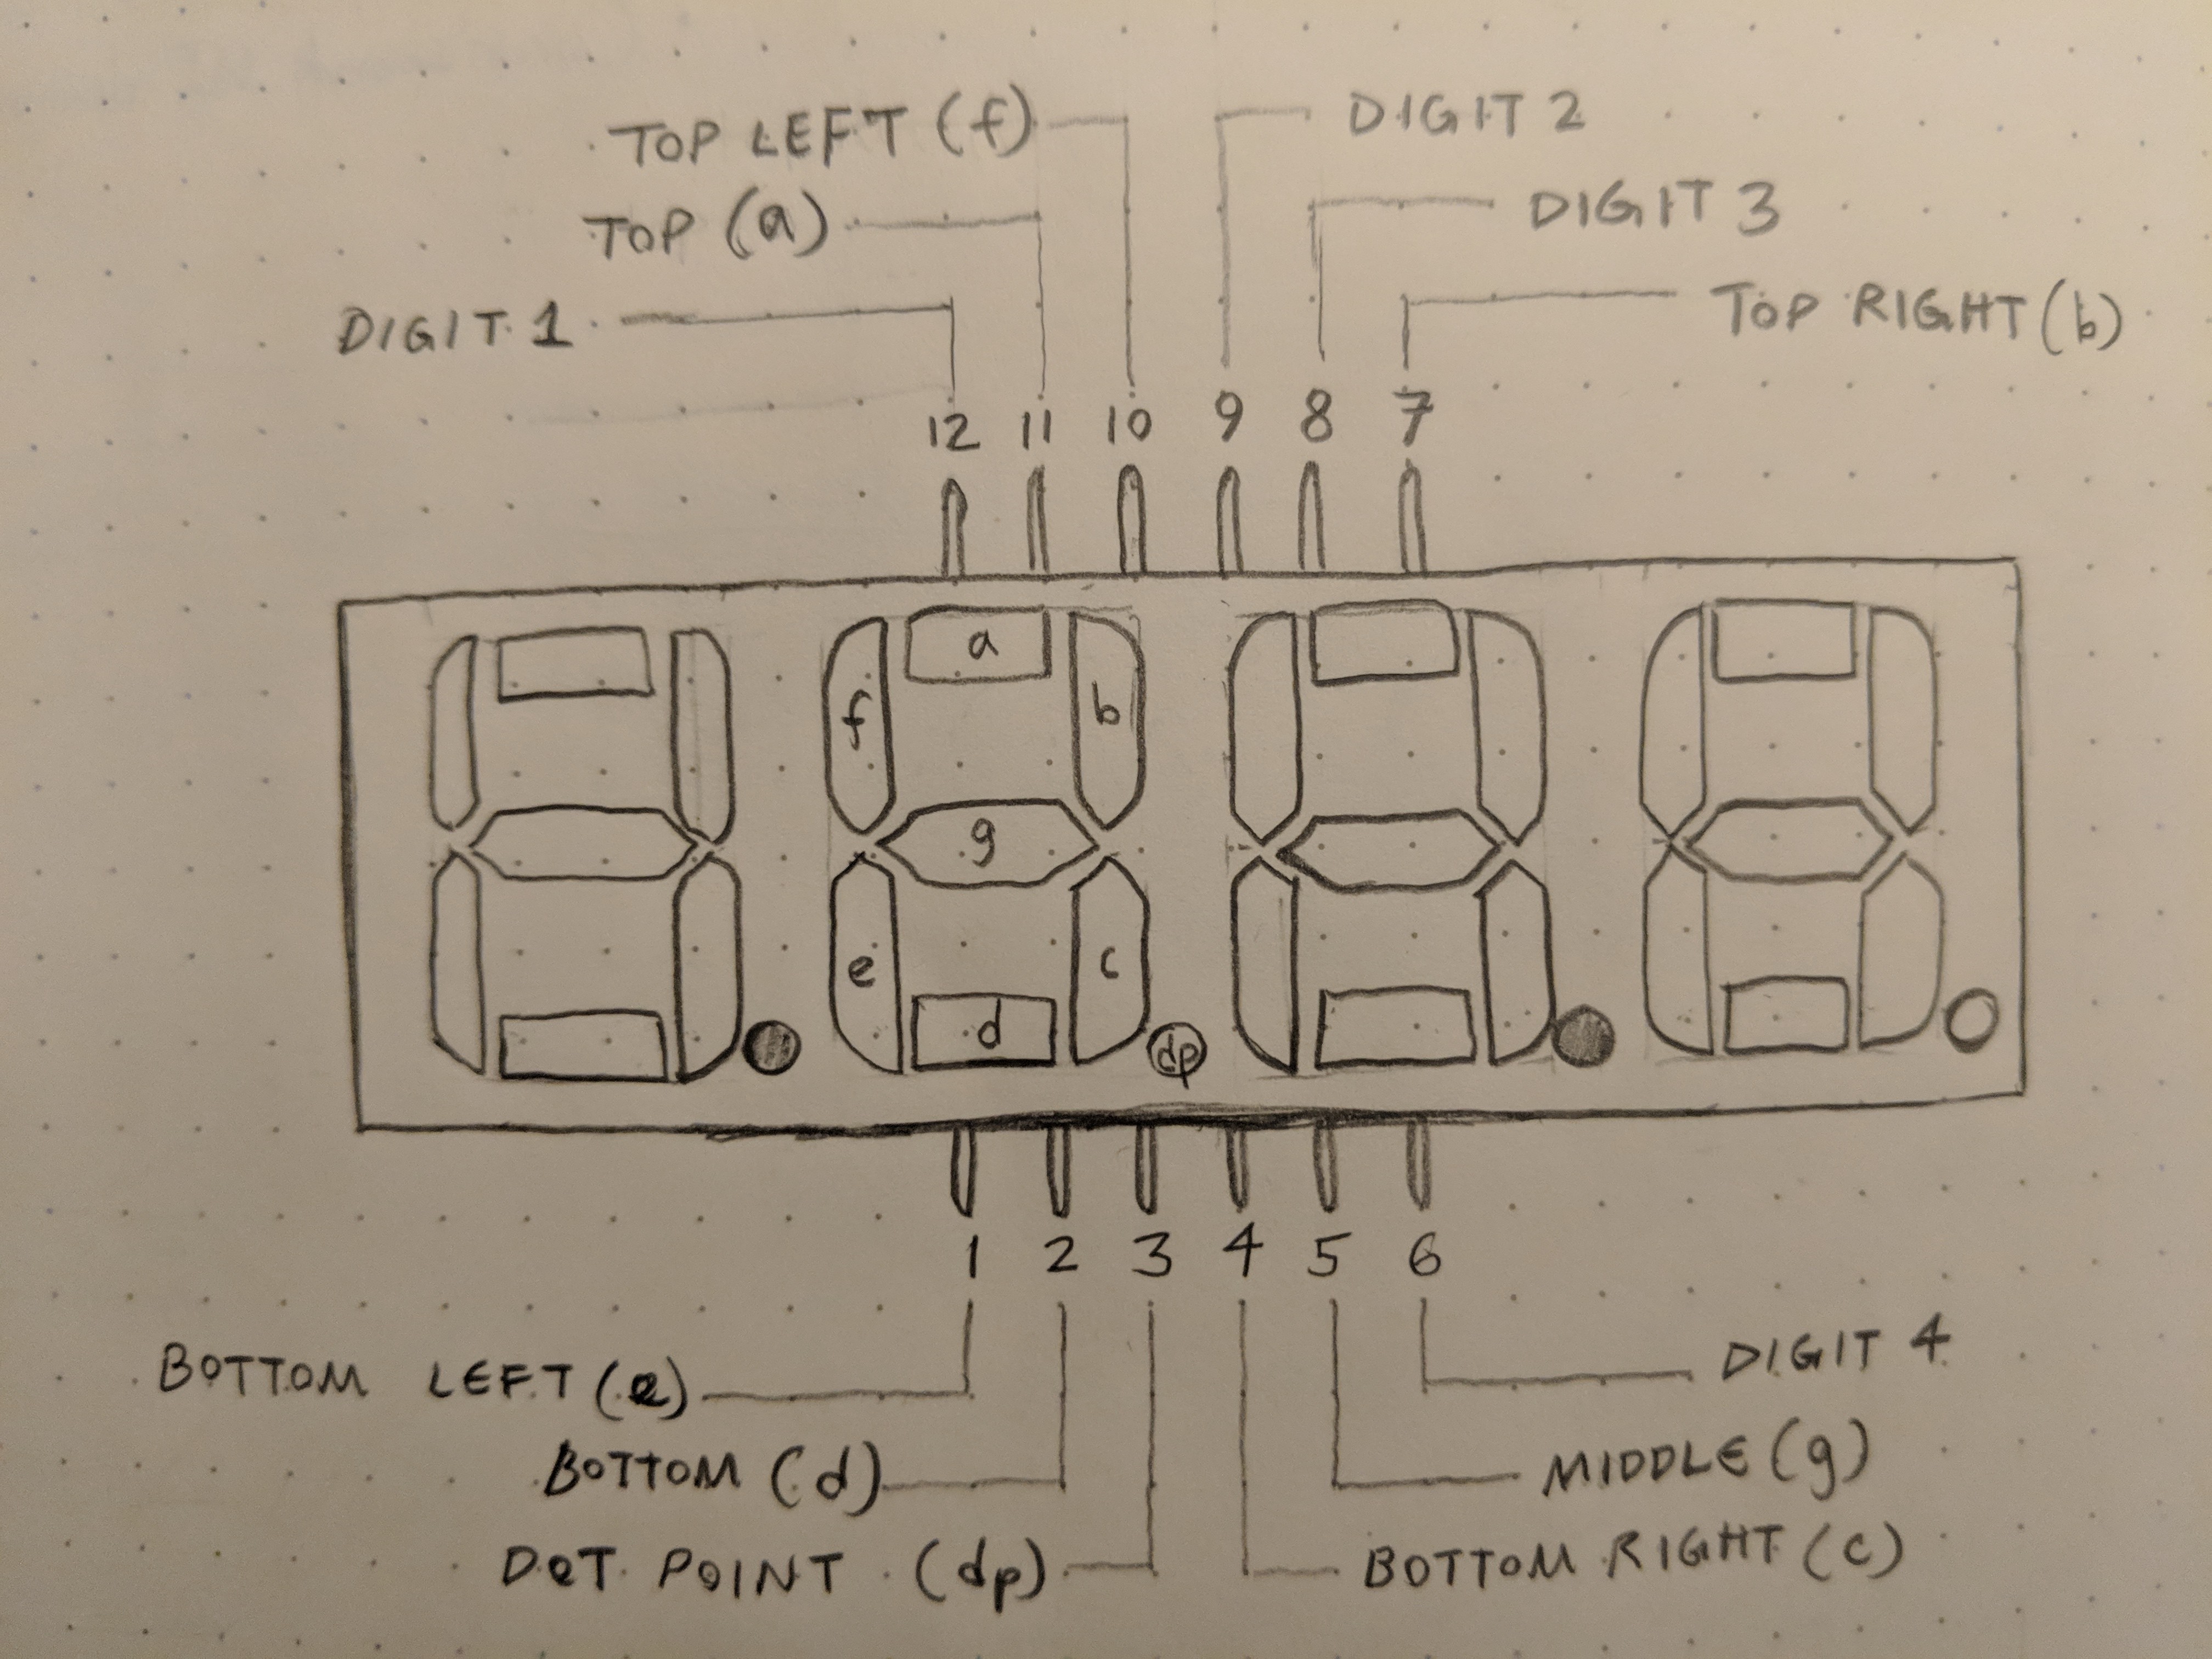 TOP LEFT (f)
DIGIT 2
TOP (a)
DIGIT 3
DIGIT 1
TOP RIGHT (b)
12 11 10 9 8 7
a
f b
g
e c
d dp
1 2 3 4 5 6
BOTTOM LEFT (e)
DIGIT 4
BOTTOM (d)
MIDDLE (g)
DOT POINT (dp)
BOTTOM RIGHT (c)